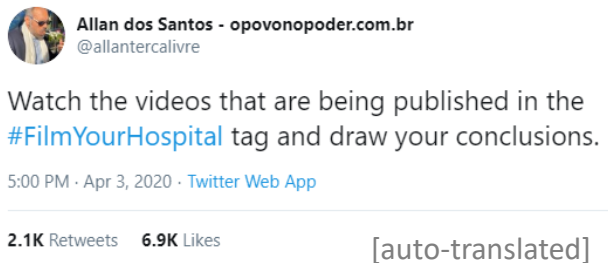 Allan dos Santos - opovonopoder.com.br
@allantercalivre
Watch the videos that are being published in the
#FilmYourHospital tag and draw your conclusions.
5:00 PM · Apr 3, 2020 · Twitter Web App
2.1K Retweets 6.9K Likes
[auto-translated]